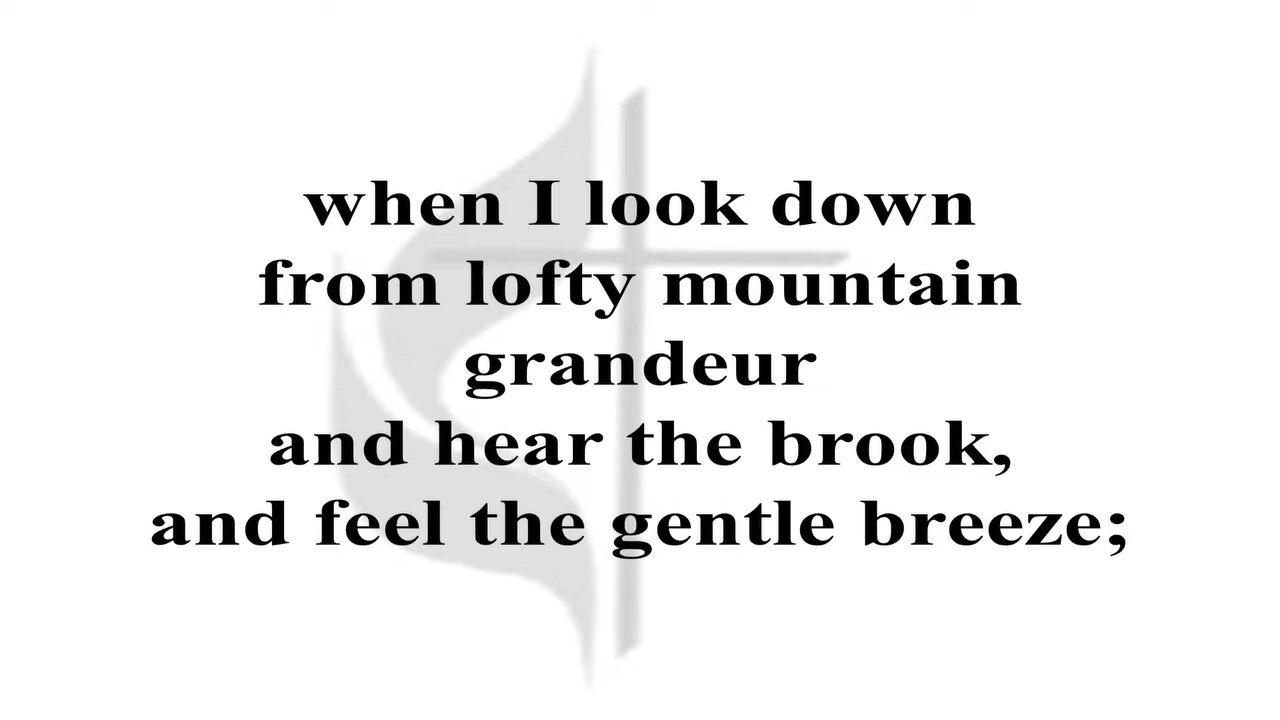 when I look down
from lofty mountain
grandeur
and hear the brook,
and feel the gentle breeze;